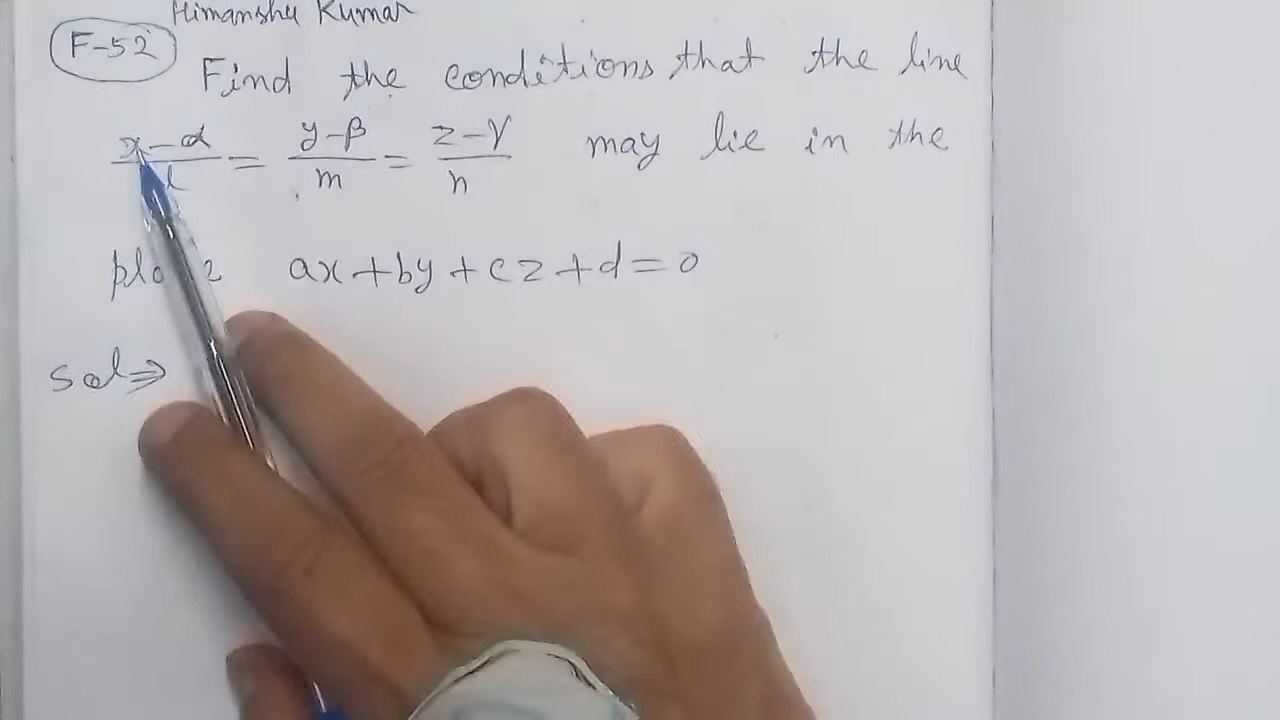 Himanshu Kumar
F-52 Find the conditions that the line
x-α/l = y-β/m = z-γ/n may lie in the
ax+by+cz+d=0
Sol⇒